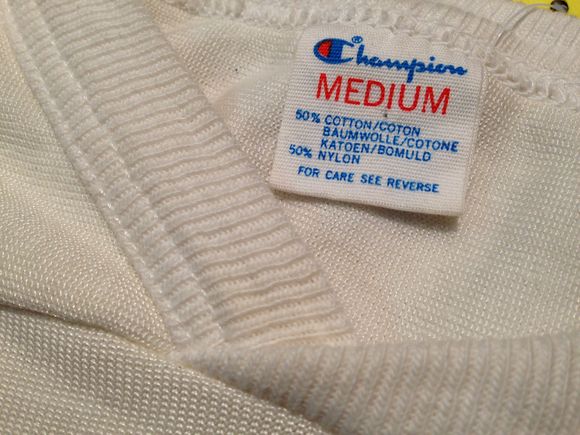 Champion®
MEDIUM
50% COTTON/COTON
BAUMWOLLE/COTONE
KATOEN/BOMULD
50% NYLON
FOR CARE SEE REVERSE